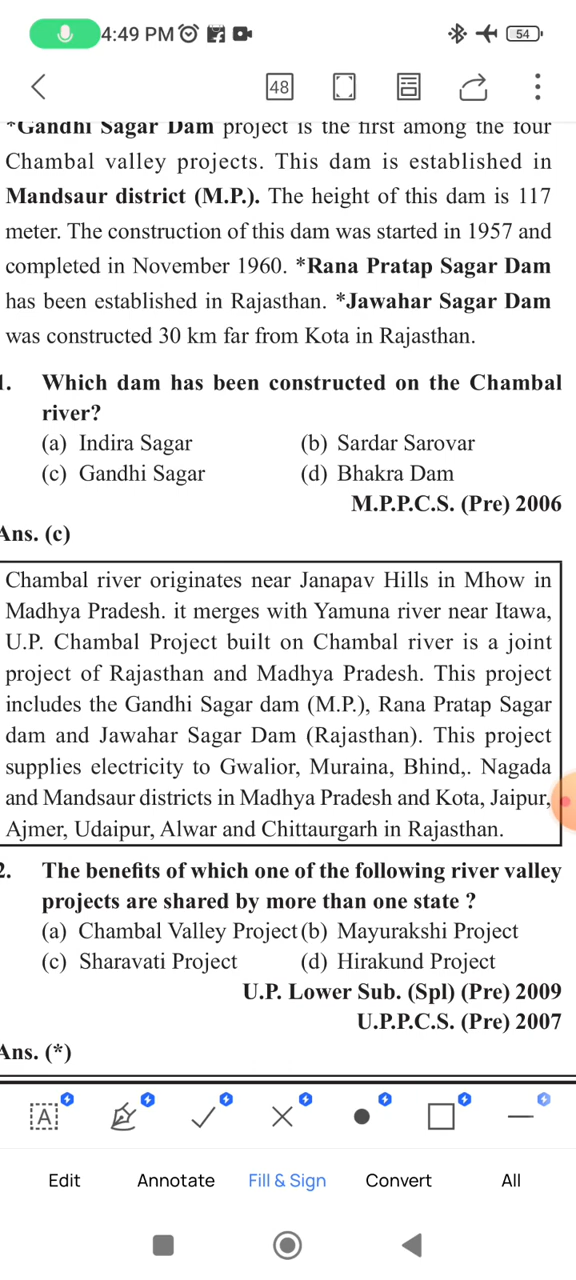 4:49 PM
54
48
*Gandhi Sagar Dam project is the first among the four
Chambal valley projects. This dam is established in
Mandsaur district (M.P.). The height of this dam is 117
meter. The construction of this dam was started in 1957 and
completed in November 1960. *Rana Pratap Sagar Dam
has been established in Rajasthan. *Jawahar Sagar Dam
was constructed 30 km far from Kota in Rajasthan.
1. Which dam has been constructed on the Chambal
river?
(a) Indira Sagar (b) Sardar Sarovar
(c) Gandhi Sagar (d) Bhakra Dam
M.P.P.C.S. (Pre) 2006
Ans. (c)
Chambal river originates near Janapav Hills in Mhow in
Madhya Pradesh. it merges with Yamuna river near Itawa,
U.P. Chambal Project built on Chambal river is a joint
project of Rajasthan and Madhya Pradesh. This project
includes the Gandhi Sagar dam (M.P.), Rana Pratap Sagar
dam and Jawahar Sagar Dam (Rajasthan). This project
supplies electricity to Gwalior, Muraina, Bhind,. Nagada
and Mandsaur districts in Madhya Pradesh and Kota, Jaipur,
Ajmer, Udaipur, Alwar and Chittaurgarh in Rajasthan.
2. The benefits of which one of the following river valley
projects are shared by more than one state ?
(a) Chambal Valley Project (b) Mayurakshi Project
(c) Sharavati Project (d) Hirakund Project
U.P. Lower Sub. (Spl) (Pre) 2009
U.P.P.C.S. (Pre) 2007
Ans. (*)
A
Edit Annotate Fill & Sign Convert All